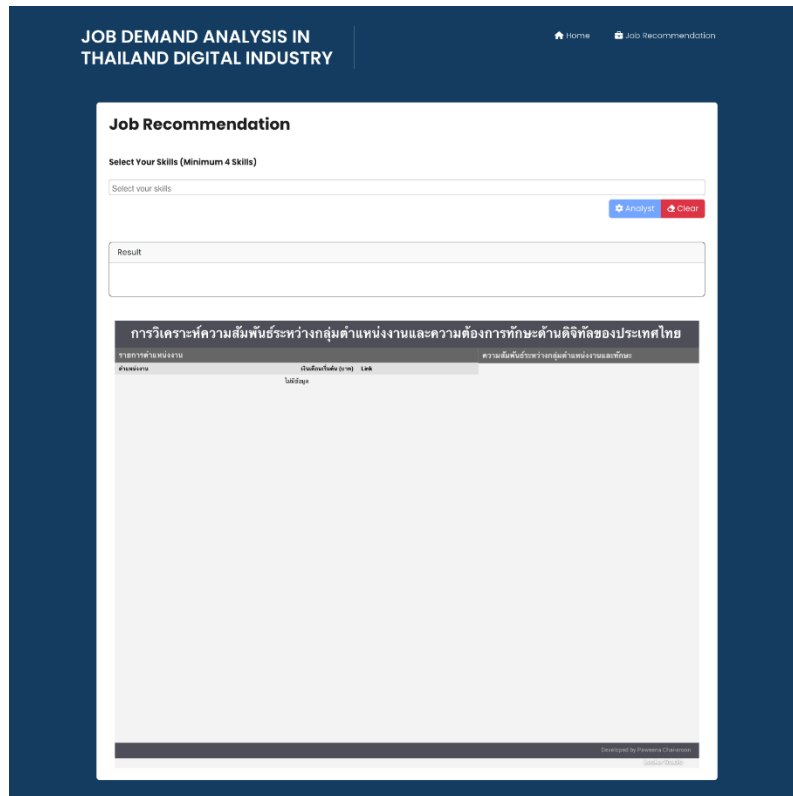 JOB DEMAND ANALYSIS IN
THAILAND DIGITAL INDUSTRY
Home
Job Recommendation
Job Recommendation
Select Your Skills (Minimum 4 Skills)
Select your skills
Analyst
Clear
Result
การวิเคราะห์ความสัมพันธ์ระหว่างกลุ่มตำแหน่งงานและความต้องการทักษะด้านดิจิทัลของประเทศไทย
รายการตำแหน่งงาน
ความสัมพันธ์ระหว่างกลุ่มตำแหน่งงานและทักษะ
ตำแหน่งงาน
เงินเดือนเริ่มต้น (บาท)
Link
ไม่มีข้อมูล
Developed by Paweena